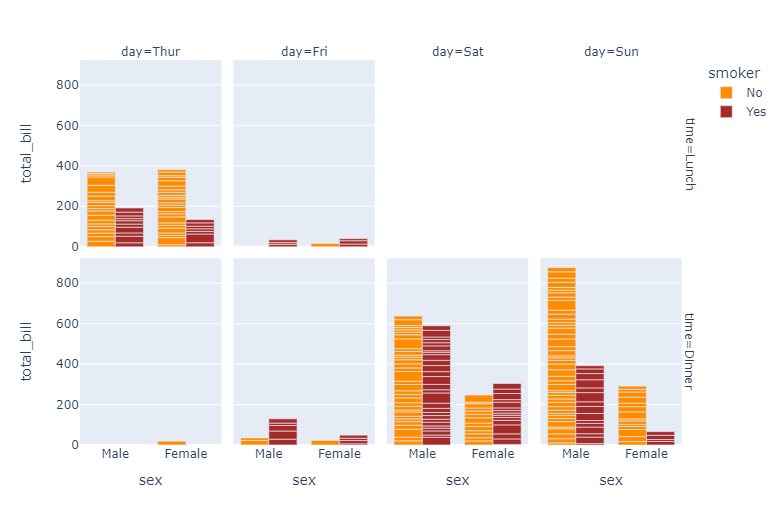 day=Thur
day=Fri
day=Sat
day=Sun
smoker
No
Yes
total_bill
800
600
400
200
0
time=Lunch
total_bill
800
600
400
200
0
time=Dinner
Male
Female
Male
Female
Male
Female
Male
Female
sex
sex
sex
sex